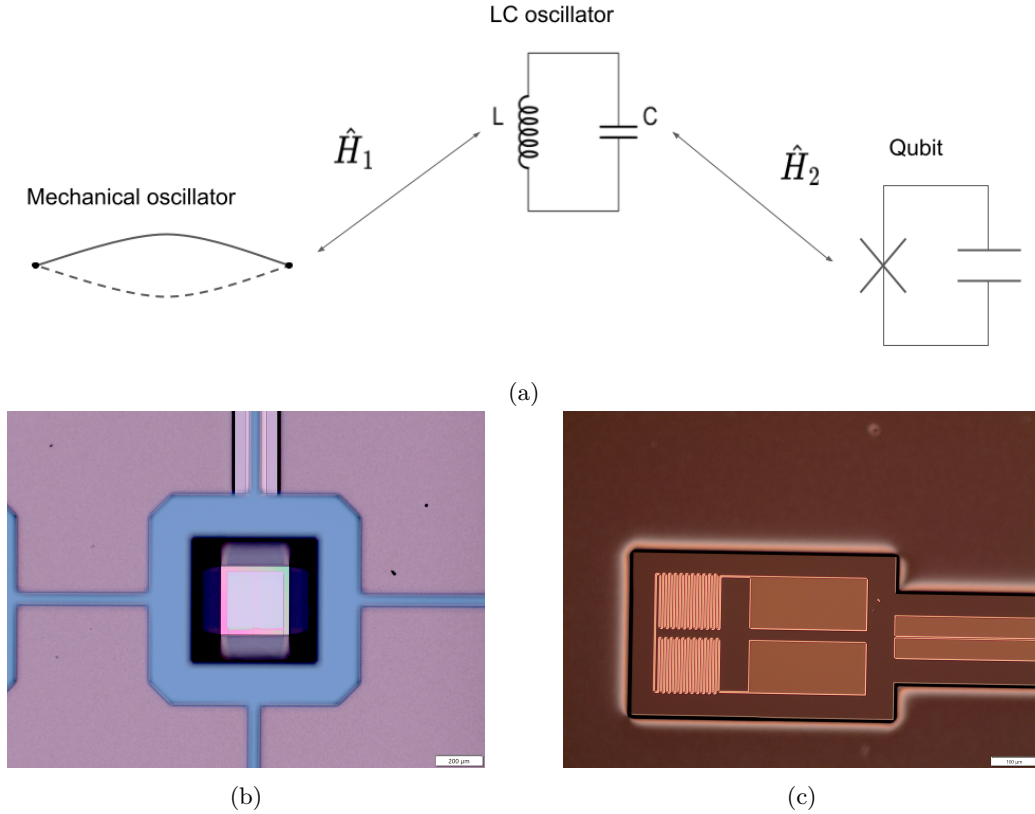 LC oscillator
L
C
Ĥ₁
Ĥ₂
Qubit
Mechanical oscillator
(a)
200 μm
100 μm
(b)
(c)